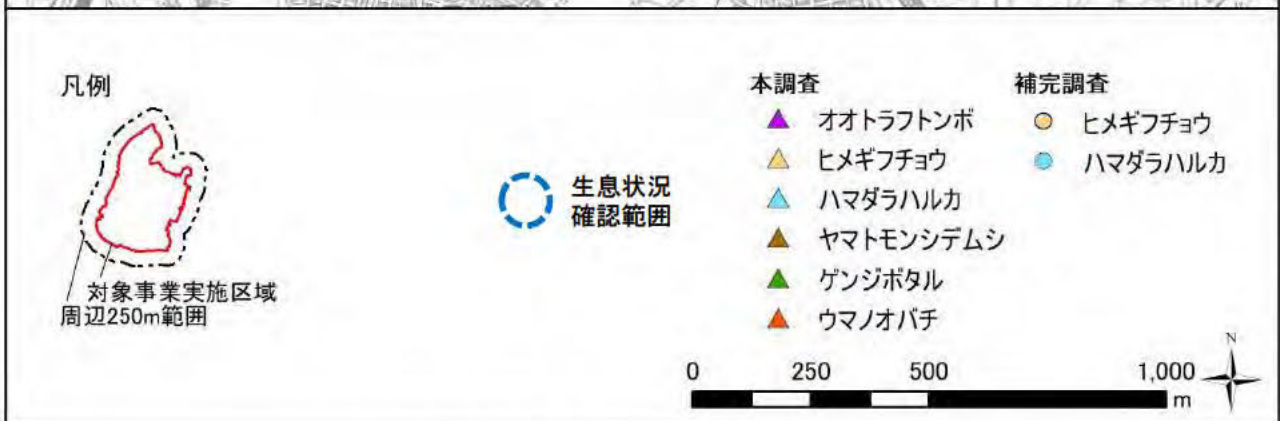 凡例
対象事業実施区域
周辺250m範囲
生息状況
確認範囲
本調査
オオトラフトンボ
ヒメギフチョウ
ハマダラハルカ
ヤマトモンシデムシ
ゲンジボタル
ウマノオバチ
補完調査
ヒメギフチョウ
ハマダラハルカ
N
0 250 500 1,000
m